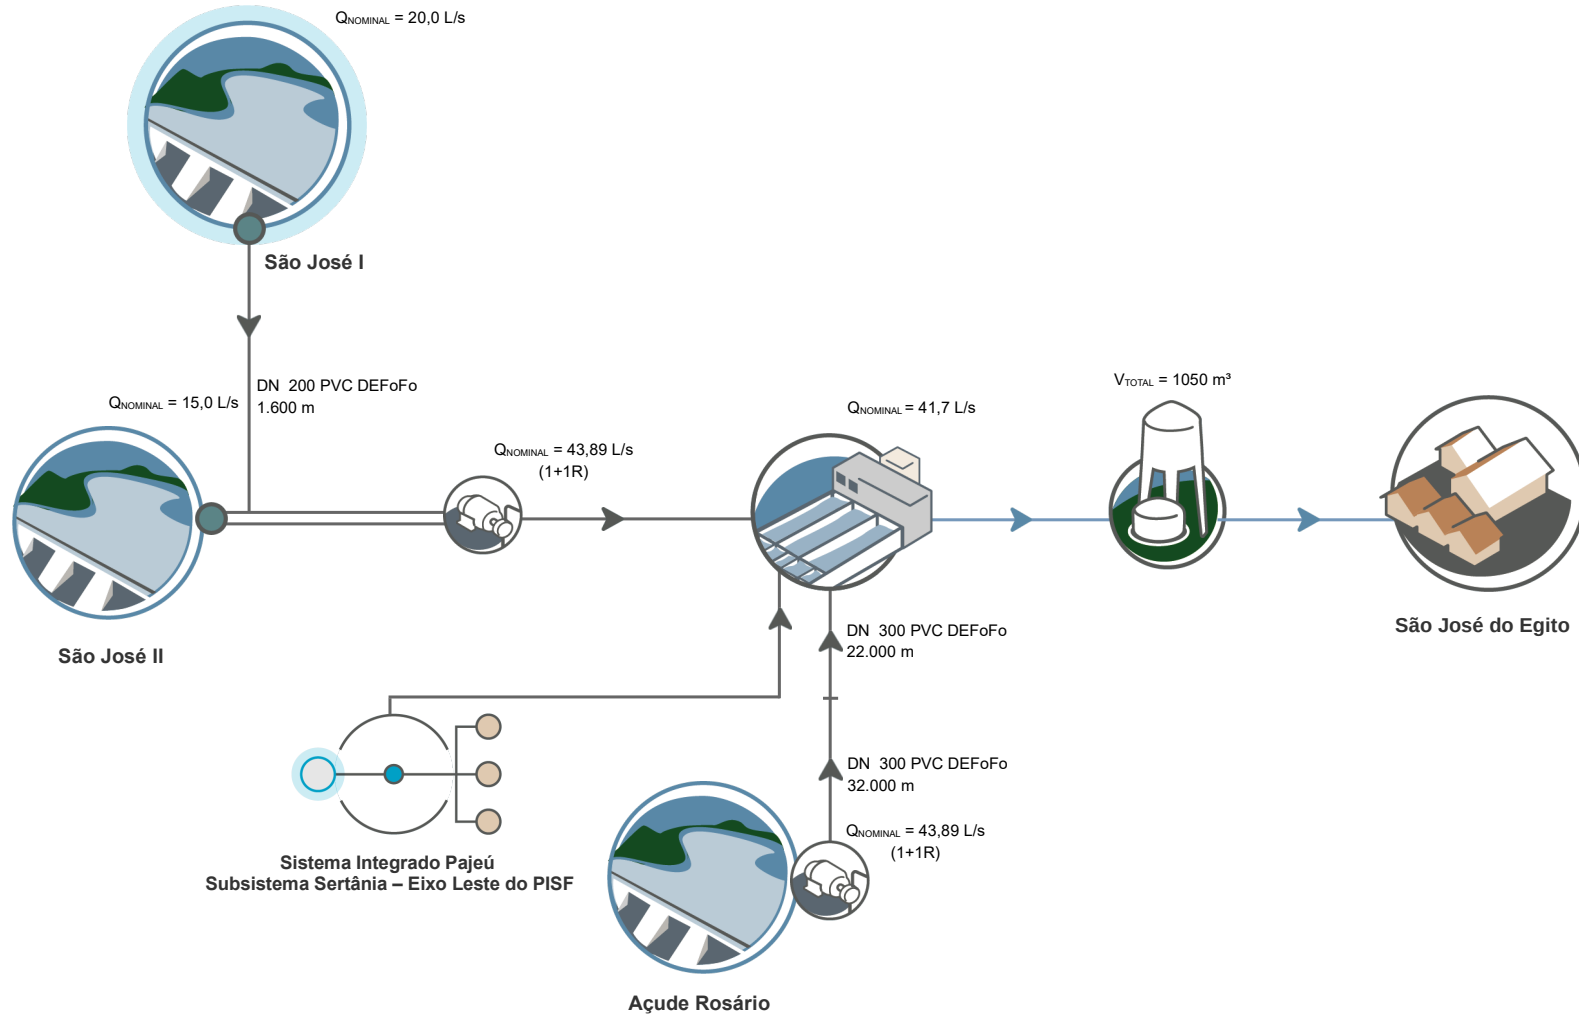 QNOMINAL = 20,0 L/s
São José I
DN 200 PVC DEFoFo
1.600 m
QNOMINAL = 15,0 L/s
São José II
QNOMINAL = 43,89 L/s
(1+1R)
QNOMINAL = 41,7 L/s
VTOTAL = 1050 m³
São José do Egito
DN 300 PVC DEFoFo
22.000 m
DN 300 PVC DEFoFo
32.000 m
QNOMINAL = 43,89 L/s
(1+1R)
Sistema Integrado Pajeú
Subsistema Sertânia – Eixo Leste do PISF
Açude Rosário